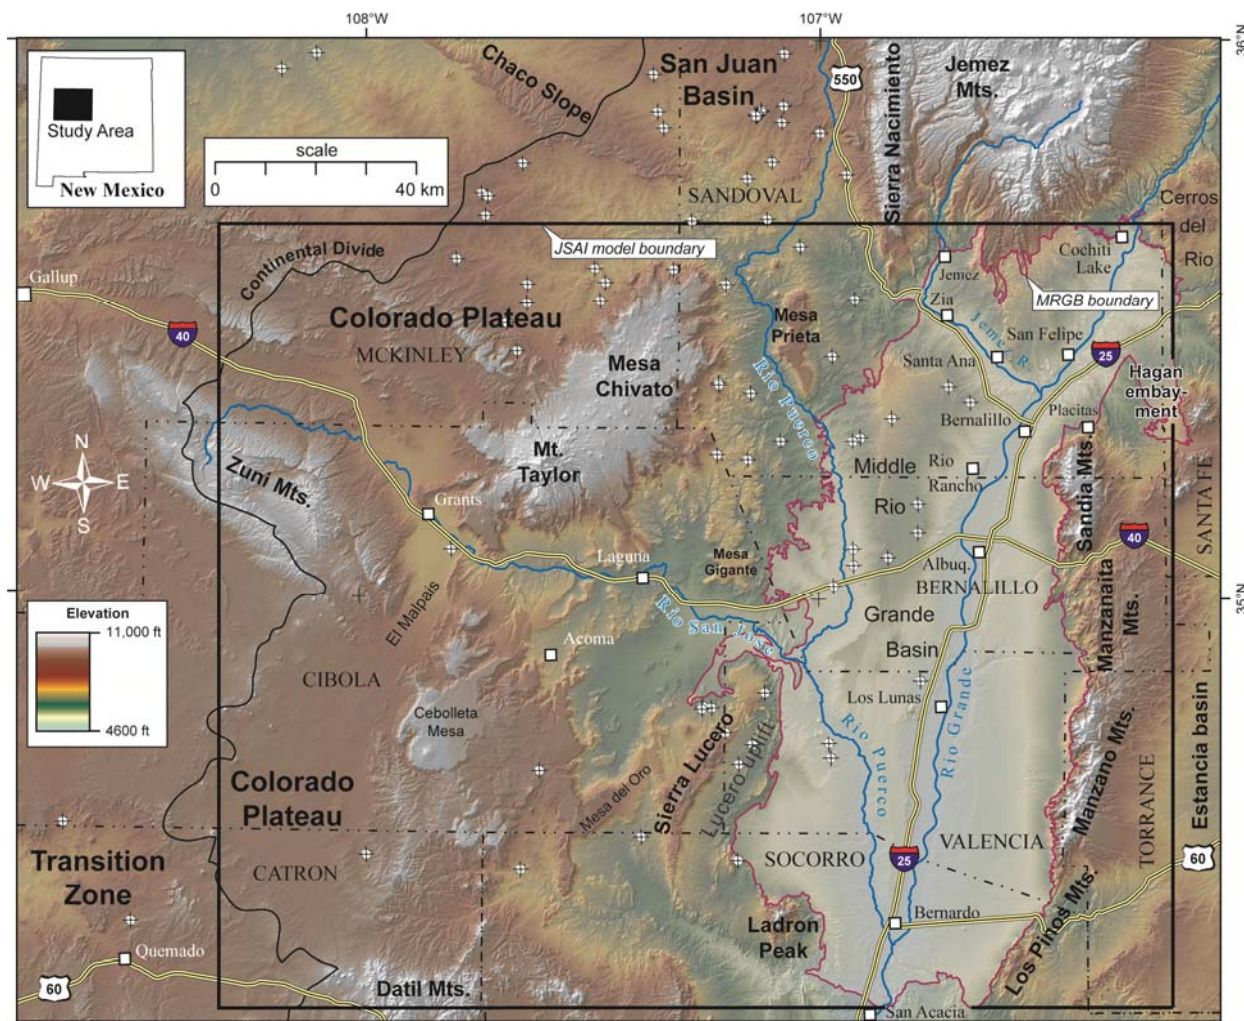 108°W
107°W
36°N
Study Area
New Mexico
scale
0
40 km
Chaco Slope
San Juan
Basin
550
Sierra Nacimiento
Jemez
Mts.
SANDOVAL
Cerros
del
Rio
JSAI model boundary
Continental Divide
Cochiti
Lake
Jemez
MRGB boundary
Gallup
40
Colorado Plateau
MCKINLEY
Mesa
Prieta
Zia
Jemez R.
San Felipe
Santa Ana
25
Mesa
Chivato
Rio Puerco
Hagan
embay-
ment
Placitas
Bernalillo
N
W
E
S
Zuni Mts.
Mt.
Taylor
Middle
Rio
Rio
Rancho
Sandia Mts.
SANTA FE
Grants
Laguna
Mesa
Gigante
Albuq.
BERNALILLO
40
35°N
Elevation
11,000 ft
4600 ft
El Malpais
Rio San Jose
Grande
Basin
Manzanita
Mts.
Acoma
CIBOLA
Cebolleta
Mesa
Los Lunas
Rio Grande
Rio Puerco
Sierra Lucero
Lucero uplift
Mesa del Oro
Manzano Mts.
TORRANCE
Estancia basin
Colorado
Plateau
Transition
Zone
CATRON
SOCORRO
25
VALENCIA
60
Ladron
Peak
Bernardo
Los Pinos Mts.
Quemado
60
Datil Mts.
San Acacia